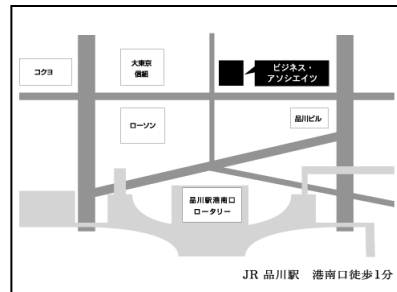 大東京
信組
ビジネス・
アソシエイツ
コクヨ
ローソン
品川ビル
品川駅港南口
ロータリー
JR 品川駅　港南口徒歩1分